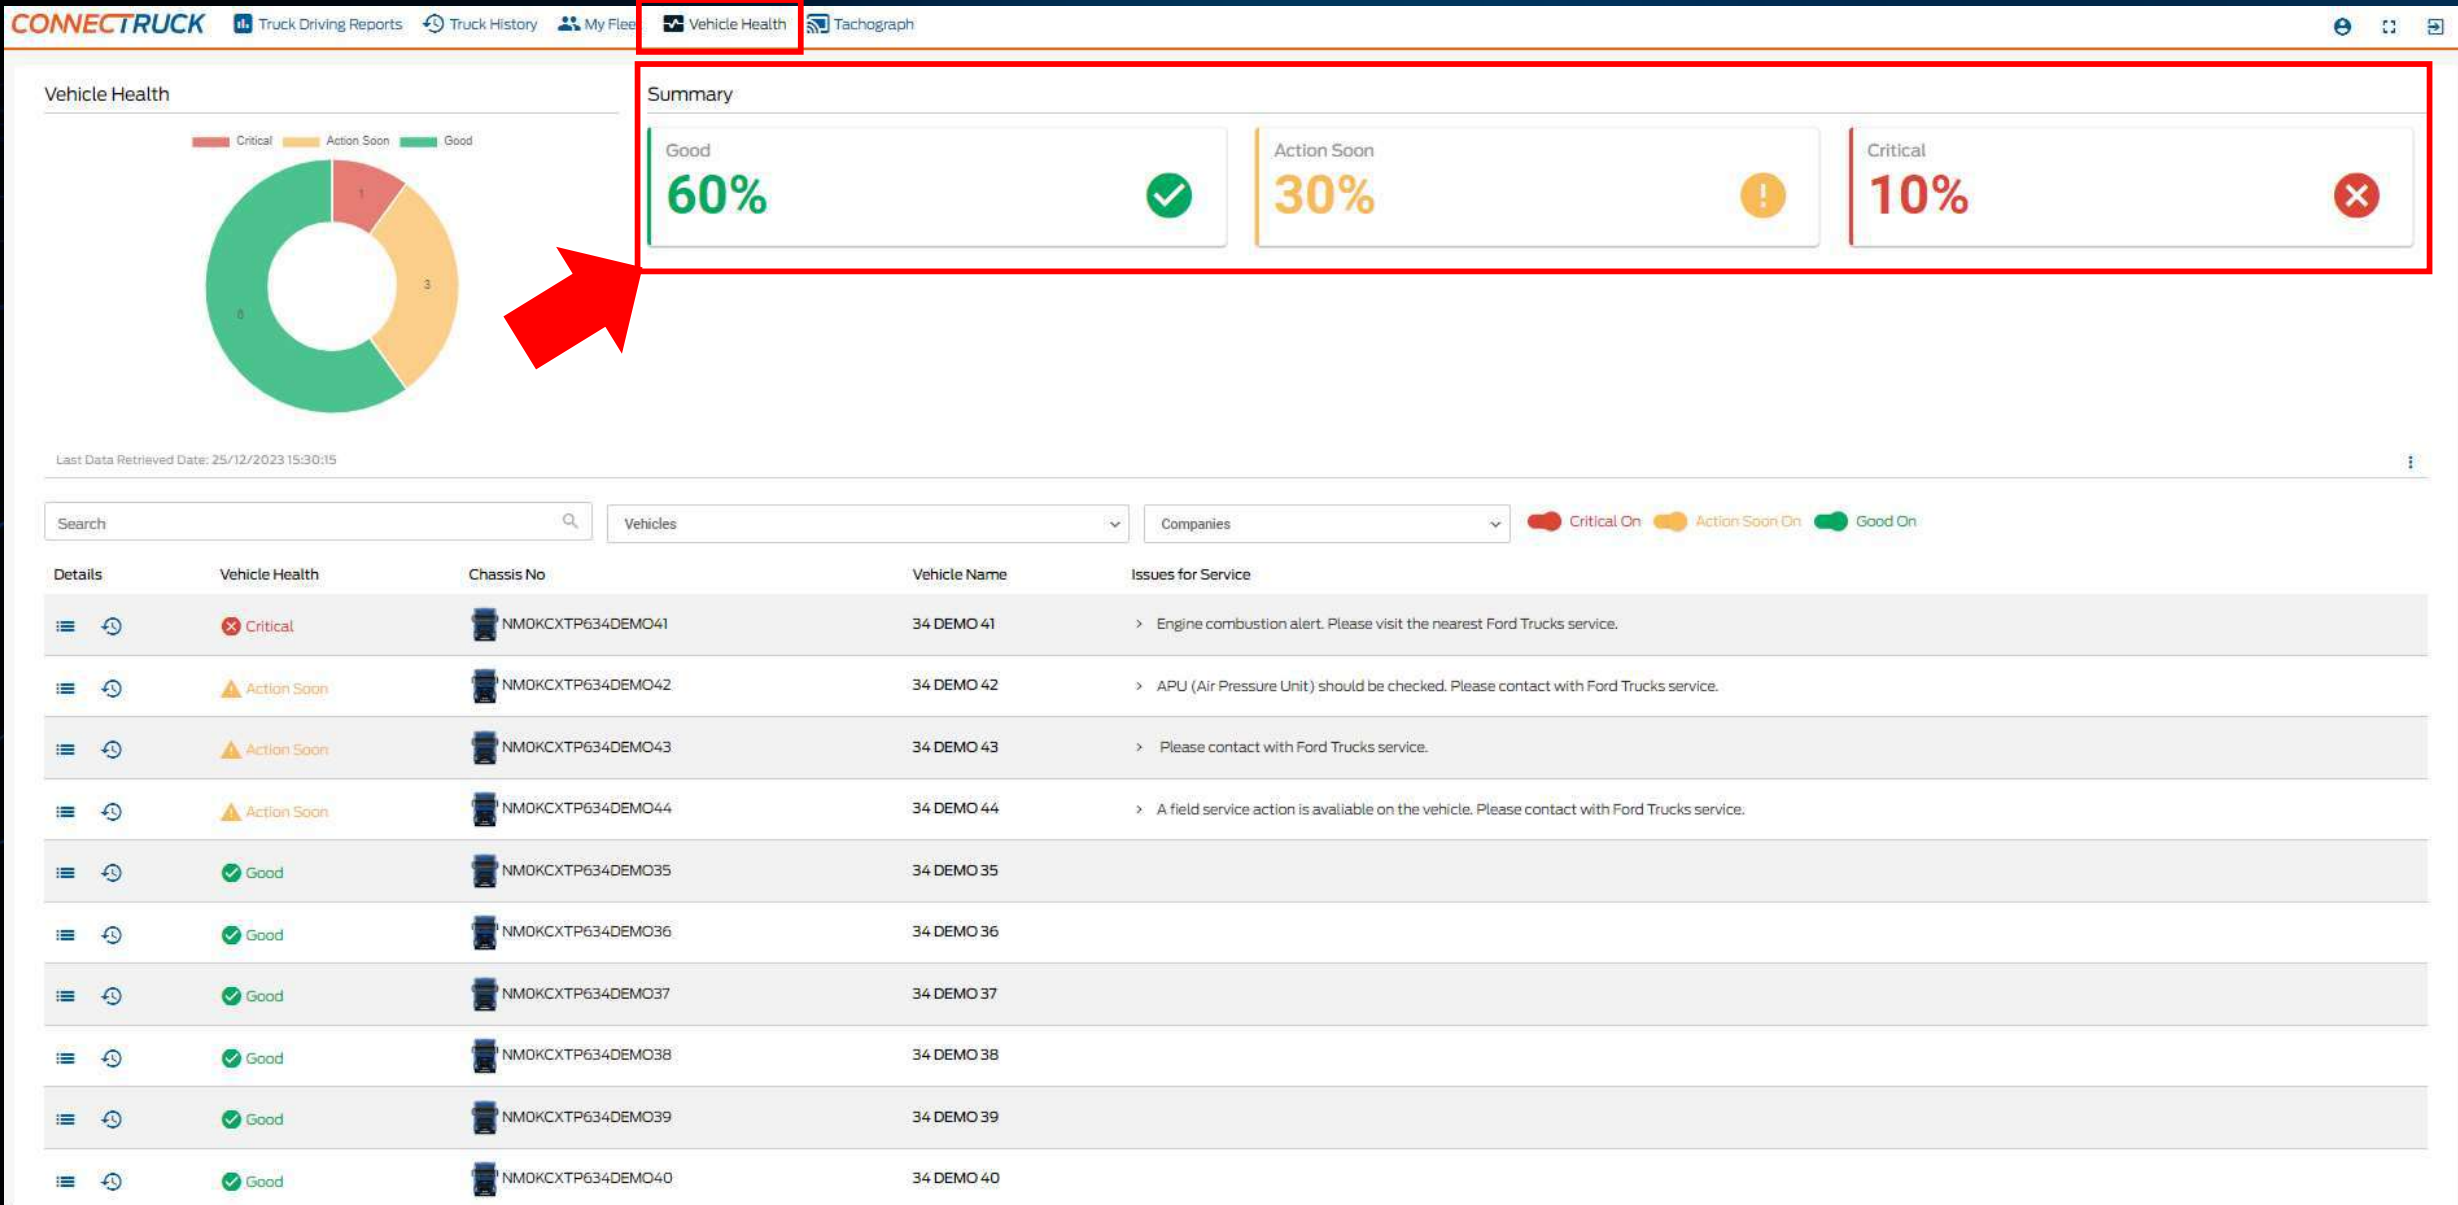 CONNECTRUCK Truck Driving Reports Truck History My Flee Vehicle Health Tachograph
Vehicle Health
Critical Action Soon Good
1
3
6
Summary
Good
60%
Action Soon
30%
Critical
10%
Last Data Retrieved Date: 25/12/2023 15:30:15
Search Vehicles Companies Critical On Action Soon On Good On
Details Vehicle Health Chassis No Vehicle Name Issues for Service
Critical NM0KCXTP634DEMO41 34 DEMO 41 > Engine combustion alert. Please visit the nearest Ford Trucks service.
Action Soon NM0KCXTP634DEMO42 34 DEMO 42 > APU (Air Pressure Unit) should be checked. Please contact with Ford Trucks service.
Action Soon NM0KCXTP634DEMO43 34 DEMO 43 > Please contact with Ford Trucks service.
Action Soon NM0KCXTP634DEMO44 34 DEMO 44 > A field service action is avaliable on the vehicle. Please contact with Ford Trucks service.
Good NM0KCXTP634DEMO35 34 DEMO 35
Good NM0KCXTP634DEMO36 34 DEMO 36
Good NM0KCXTP634DEMO37 34 DEMO 37
Good NM0KCXTP634DEMO38 34 DEMO 38
Good NM0KCXTP634DEMO39 34 DEMO 39
Good NM0KCXTP634DEMO40 34 DEMO 40